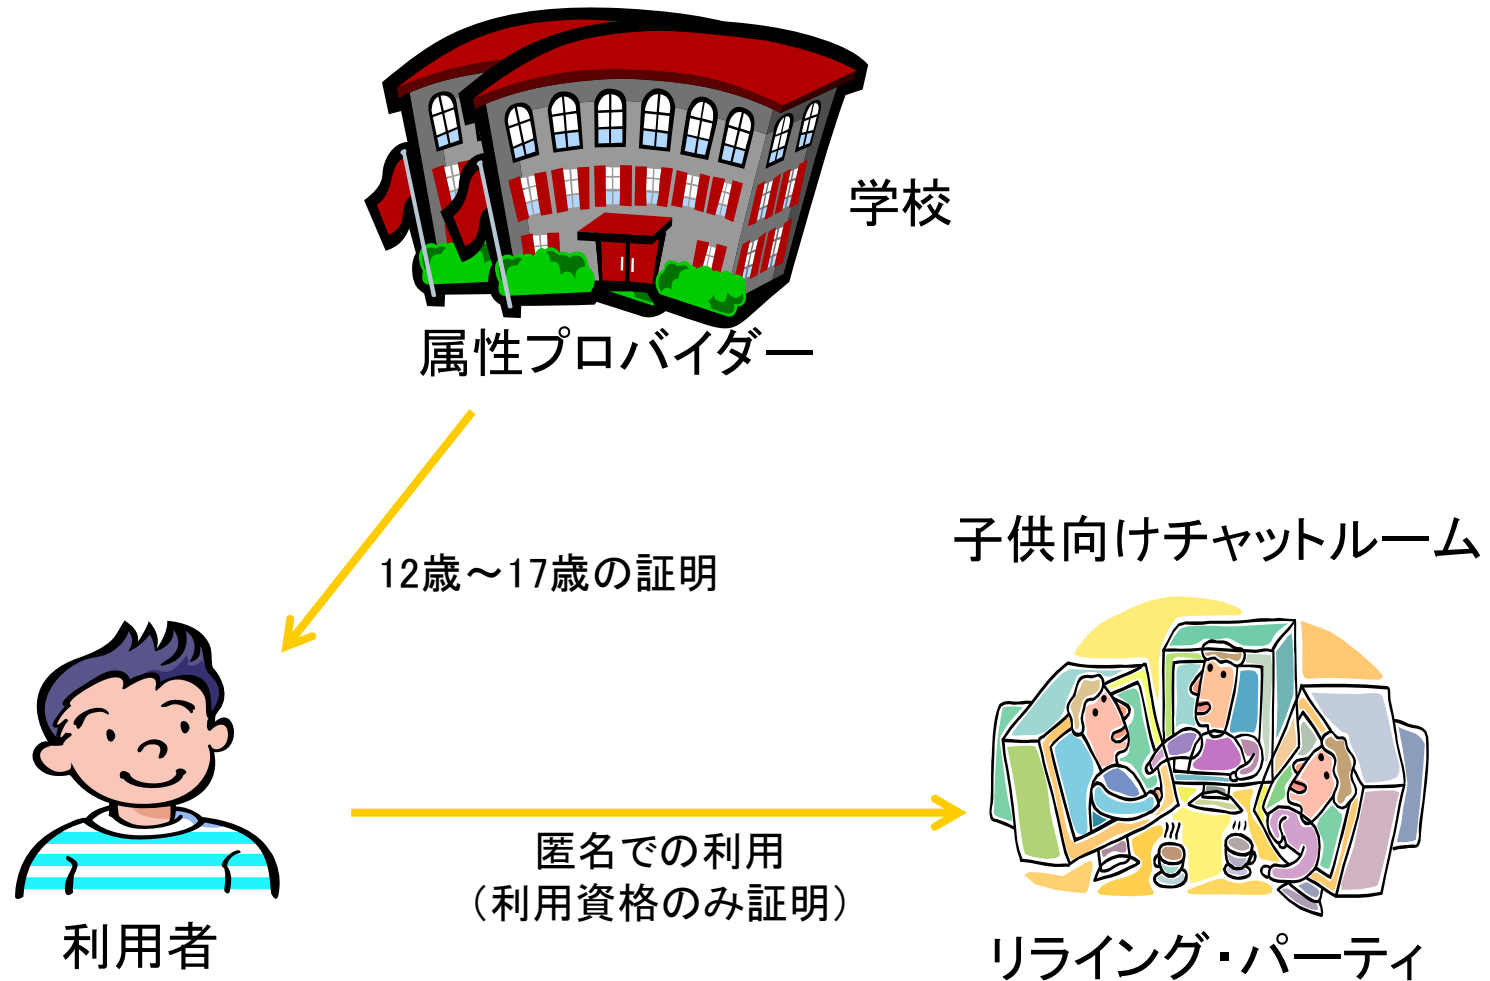 学校
属性プロバイダー
12歳～17歳の証明
子供向けチャットルーム
匿名での利用
（利用資格のみ証明）
利用者
リライング・パーティ